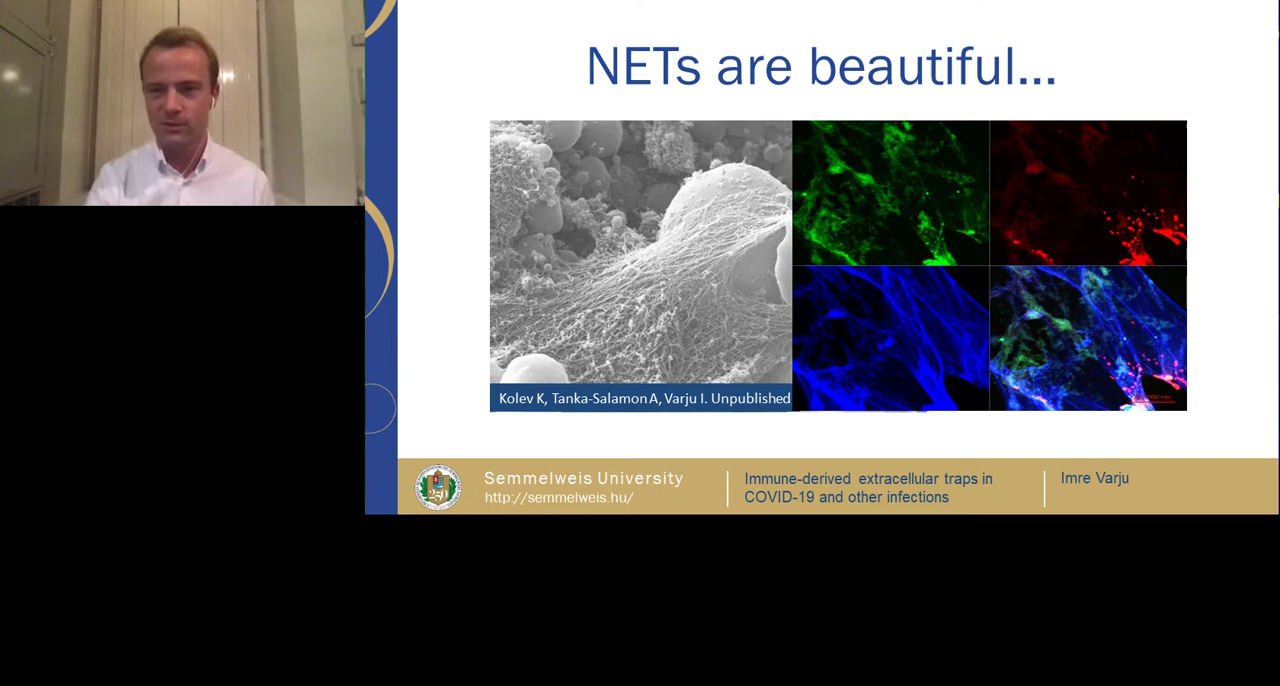 NETs are beautiful...
Kolev K, Tanka-Salamon A, Varju I. Unpublished
Semmelweis University
http://semmelweis.hu/
Immune-derived extracellular traps in
COVID-19 and other infections
Imre Varju
250